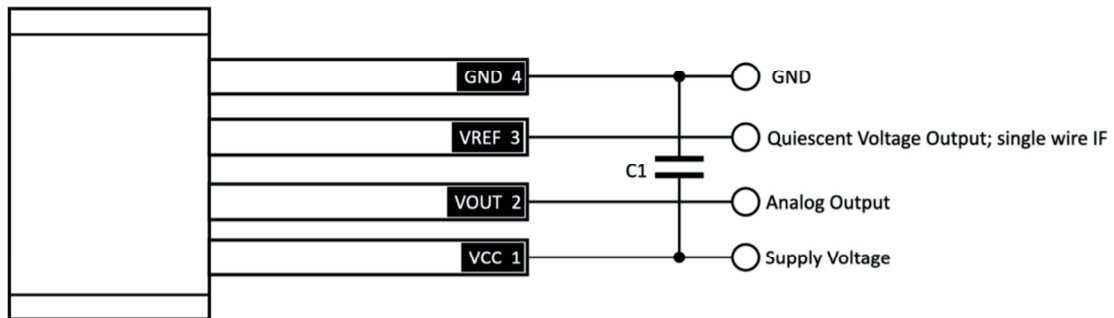 GND 4
GND
VREF 3
Quiescent Voltage Output; single wire IF
C1
VOUT 2
Analog Output
VCC 1
Supply Voltage